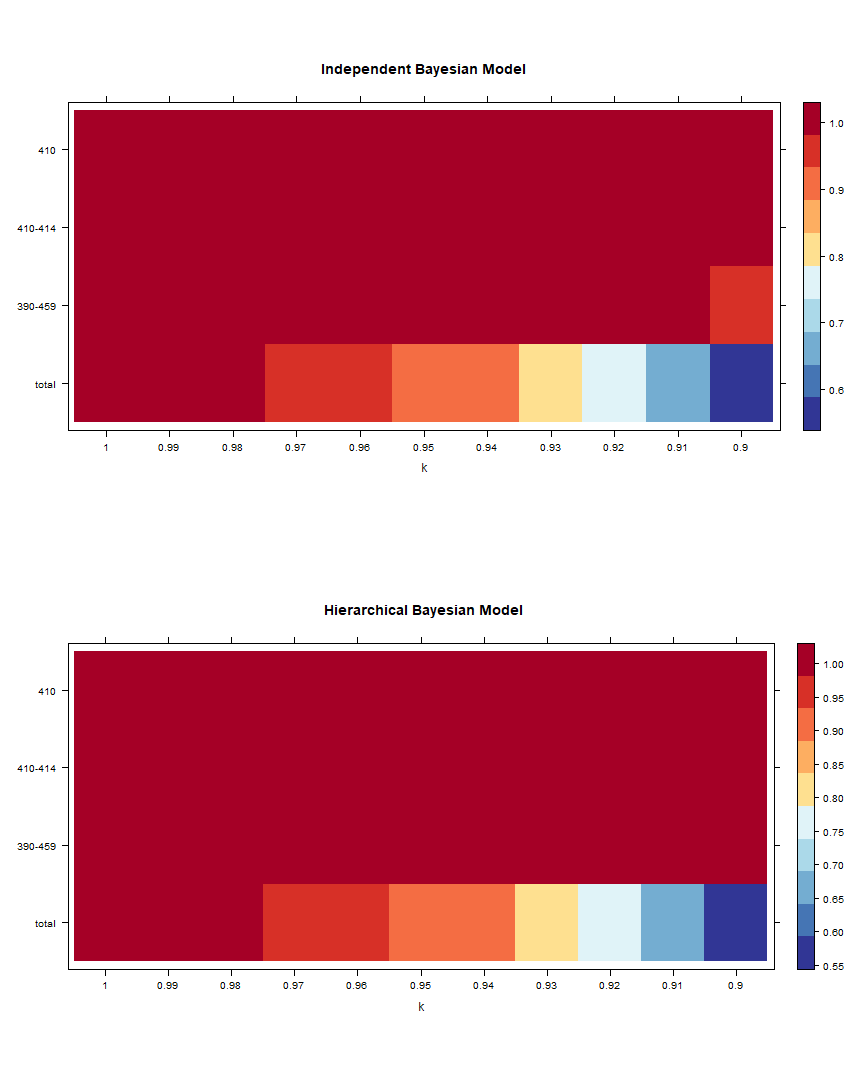 Independent Bayesian Model
410
410-414
390-459
total
1 0.99 0.98 0.97 0.96 0.95 0.94 0.93 0.92 0.91 0.9
k
1.0
0.9
0.8
0.7
0.6
Hierarchical Bayesian Model
410
410-414
390-459
total
1 0.99 0.98 0.97 0.96 0.95 0.94 0.93 0.92 0.91 0.9
k
1.00
0.95
0.90
0.85
0.80
0.75
0.70
0.65
0.60
0.55